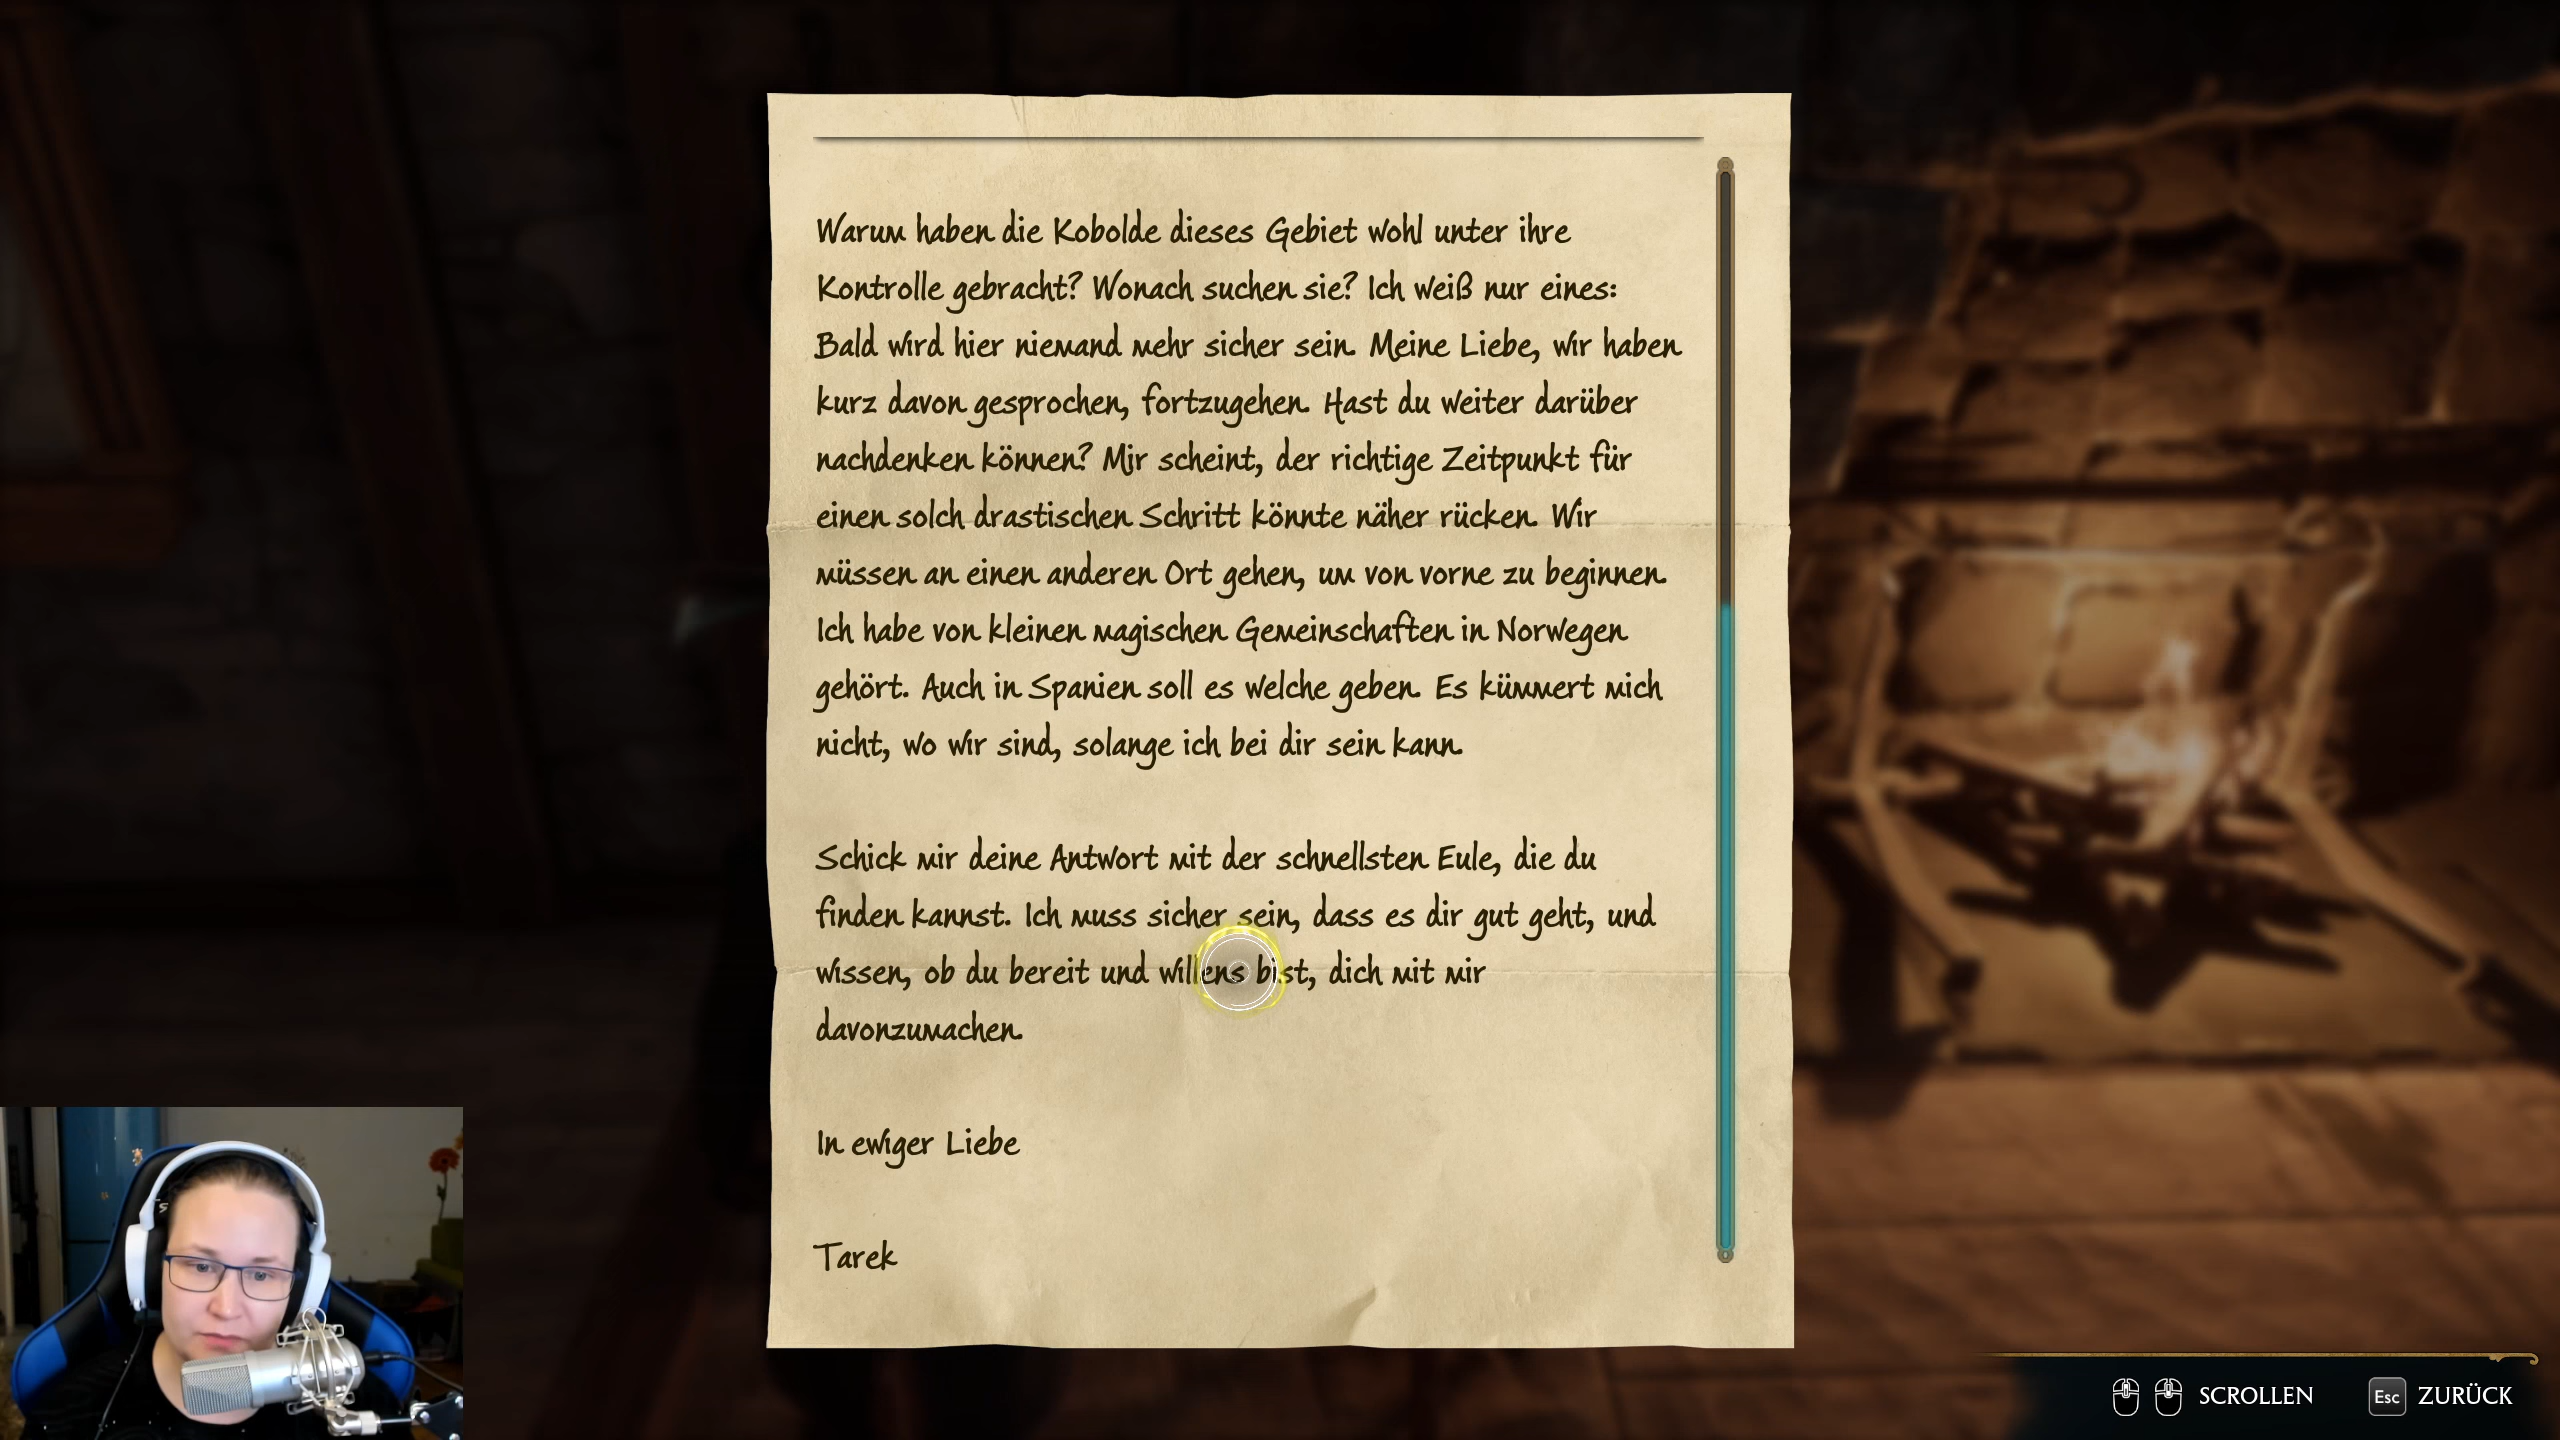 Warum haben die Kobolde dieses Gebiet wohl unter ihre
Kontrolle gebracht? Wonach suchen sie? Ich weiß nur eines:
Bald wird hier niemand mehr sicher sein. Meine Liebe, wir haben
kurz davon gesprochen, fortzugehen. Hast du weiter darüber
nachdenken können? Mir scheint, der richtige Zeitpunkt für
einen solch drastischen Schritt könnte näher rücken. Wir
müssen an einen anderen Ort gehen, um von vorne zu beginnen.
Ich habe von kleinen magischen Gemeinschaften in Norwegen
gehört. Auch in Spanien soll es welche geben. Es kümmert mich
nicht, wo wir sind, solange ich bei dir sein kann.
Schick mir deine Antwort mit der schnellsten Eule, die du
finden kannst. Ich muss sicher sein, dass es dir gut geht, und
wissen, ob du bereit und willens bist, dich mit mir
davonzumachen.
In ewiger Liebe
Tarek
SCROLLEN
Esc ZURÜCK